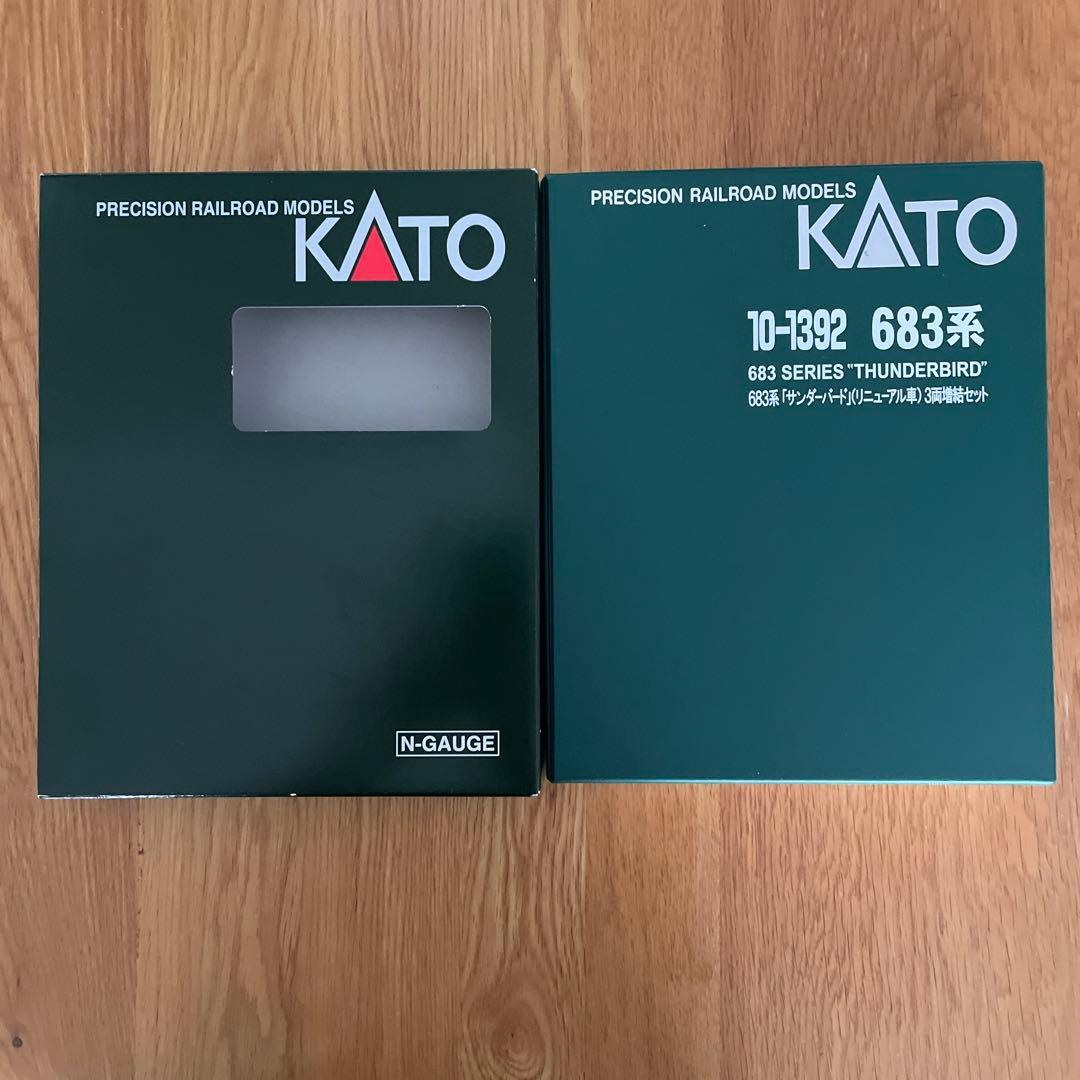 PRECISION RAILROAD MODELS
KATO
N-GAUGE
PRECISION RAILROAD MODELS
KATO
10-1392 683系
683 SERIES "THUNDERBIRD"
683系「サンダーバード」(リニューアル車) 3両増結セット